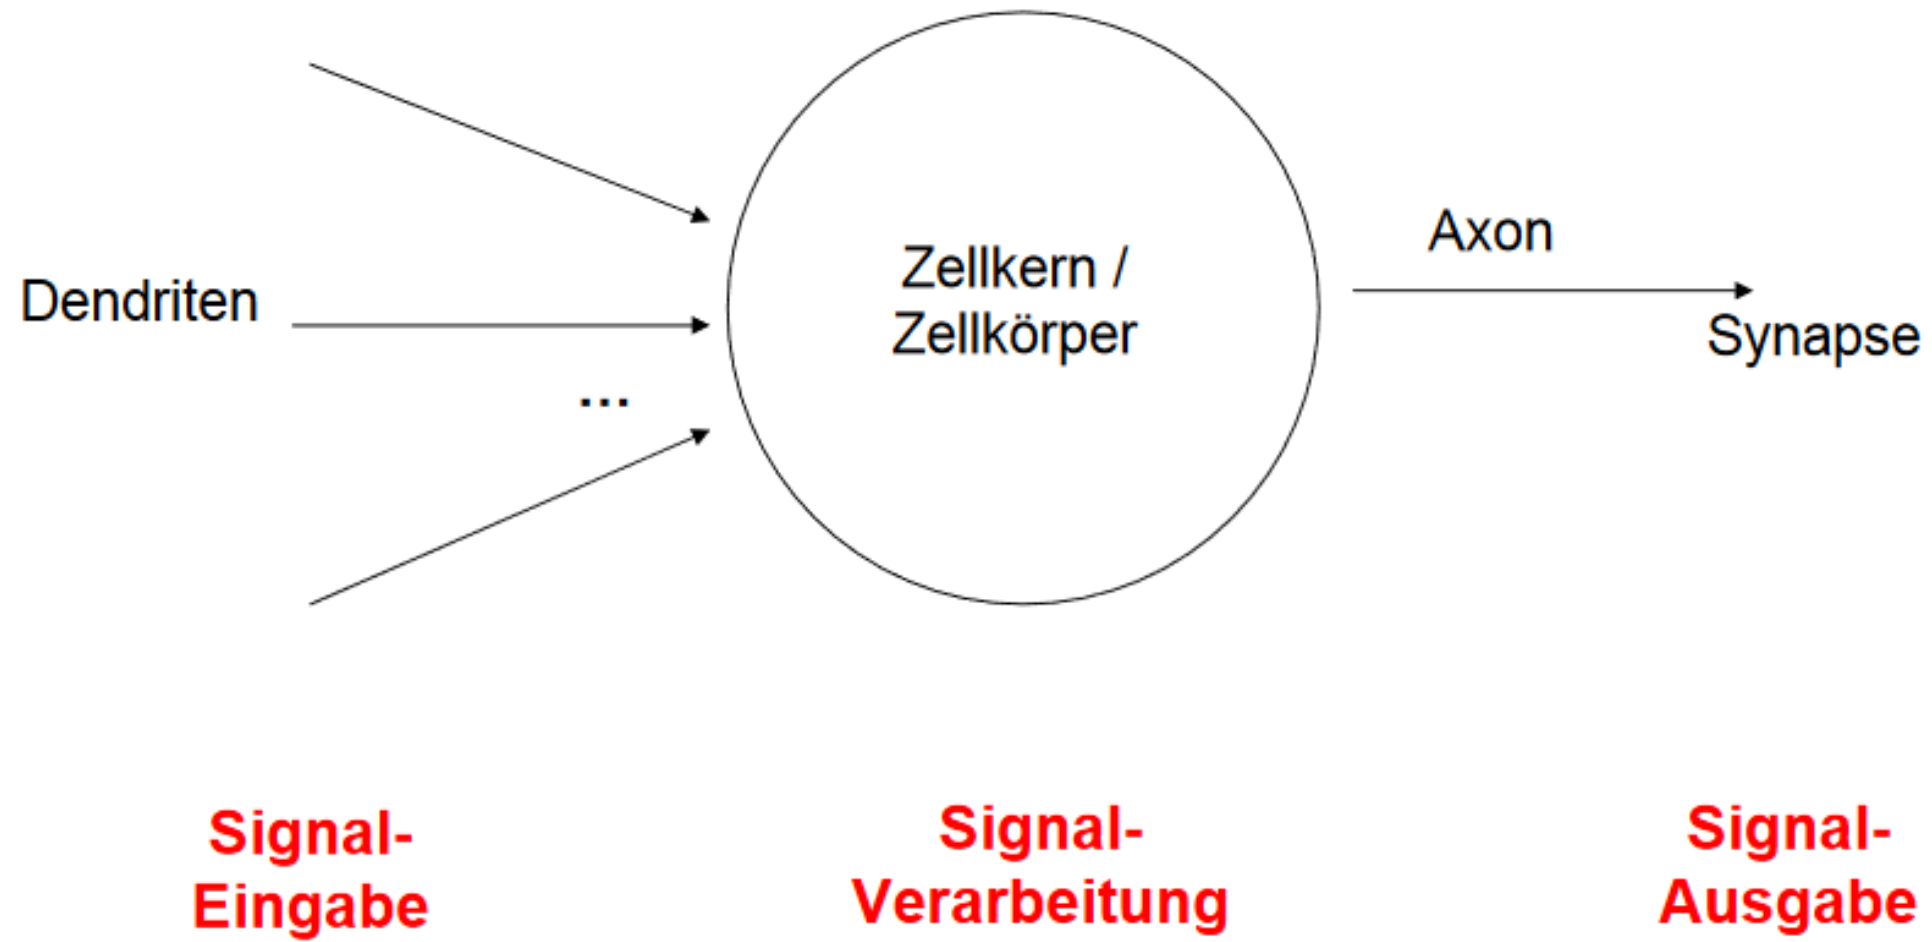 Dendriten
...
Zellkern /
Zellkörper
Axon
Synapse
Signal-
Eingabe
Signal-
Verarbeitung
Signal-
Ausgabe